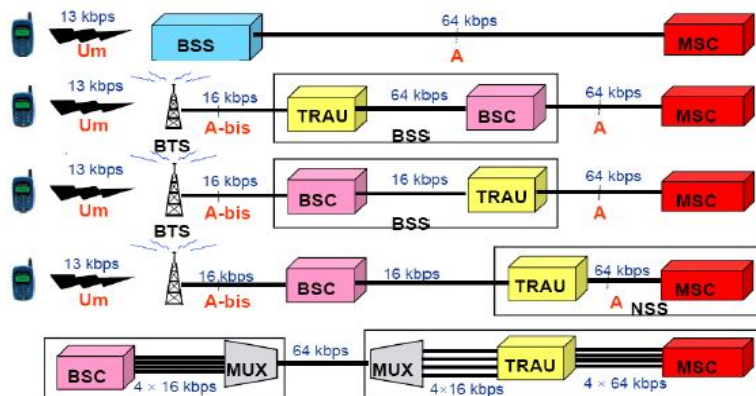 13 kbps 64 kbps
Um BSS A MSC
13 kbps 16 kbps 64 kbps 64 kbps
Um A-bis TRAU BSC A MSC
BTS BSS
13 kbps 16 kbps 16 kbps 64 kbps
Um A-bis BSC TRAU A MSC
BTS BSS
13 kbps 16 kbps 16 kbps 64 kbps
Um A-bis BSC TRAU A MSC
NSS
64 kbps
BSC MUX MUX TRAU MSC
4 × 16 kbps 4×16 kbps 4 × 64 kbps